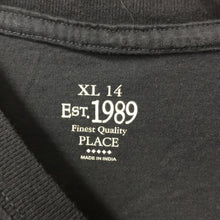 XL 14
EST. 1989
Finest Quality
PLACE
MADE IN INDIA